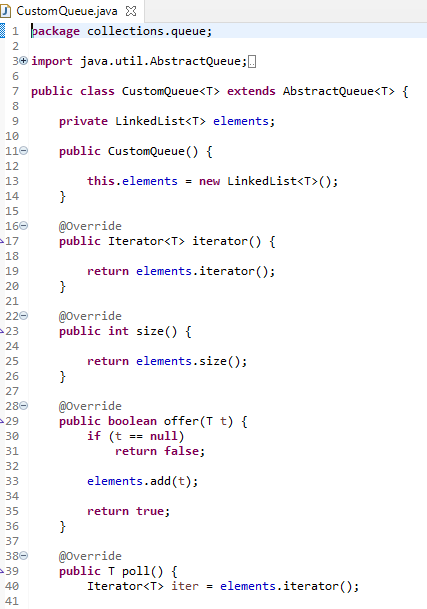 CustomQueue.java
1 package collections.queue;
2
3 import java.util.AbstractQueue;
6
7 public class CustomQueue<T> extends AbstractQueue<T> {
8
9     private LinkedList<T> elements;
10
11     public CustomQueue() {
12
13         this.elements = new LinkedList<T>();
14     }
15
16     @Override
17     public Iterator<T> iterator() {
18
19         return elements.iterator();
20     }
21
22     @Override
23     public int size() {
24
25         return elements.size();
26     }
27
28     @Override
29     public boolean offer(T t) {
30         if (t == null)
31             return false;
32
33         elements.add(t);
34
35         return true;
36     }
37
38     @Override
39     public T poll() {
40         Iterator<T> iter = elements.iterator();
41